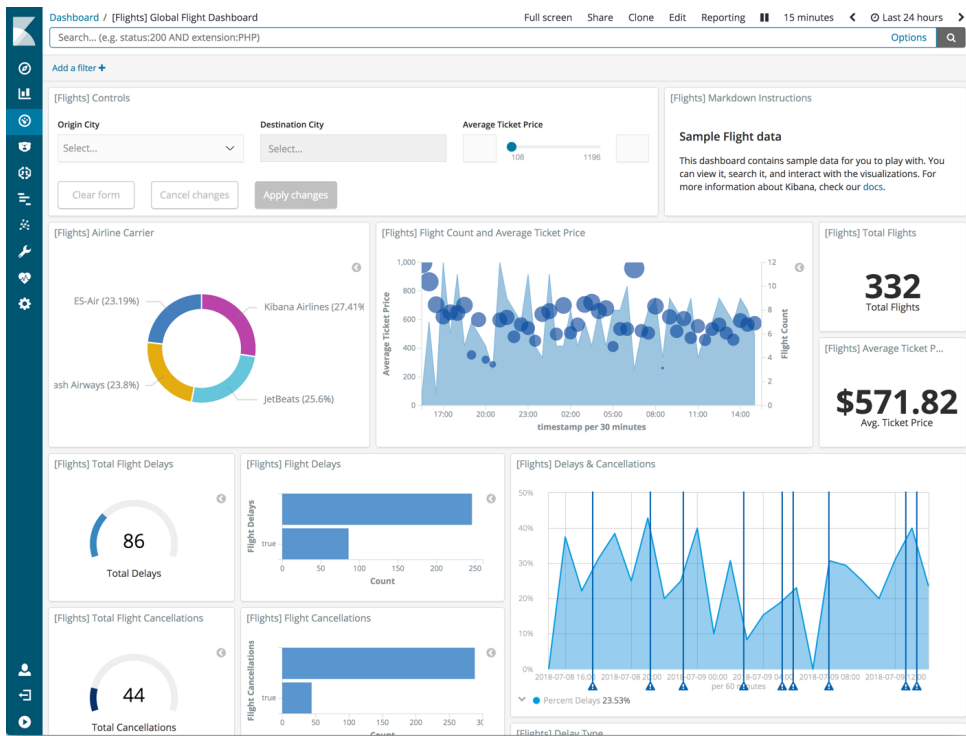 Dashboard / [Flights] Global Flight Dashboard
Full screen Share Clone Edit Reporting 15 minutes Last 24 hours
Search... (e.g. status:200 AND extension:PHP)
Options
Add a filter +
[Flights] Controls
Origin City
Destination City
Average Ticket Price
Select...
Select...
108
1196
Clear form
Cancel changes
Apply changes
[Flights] Markdown Instructions
Sample Flight data
This dashboard contains sample data for you to play with. You
can view it, search it, and interact with the visualizations. For
more information about Kibana, check our docs.
[Flights] Airline Carrier
ES-Air (23.19%)
Kibana Airlines (27.41%
ash Airways (23.8%)
JetBeats (25.6%)
[Flights] Flight Count and Average Ticket Price
Average Ticket Price
1,000
800
600
400
200
0
12
10
8
6
4
2
0
Flight Count
17:00 20:00 23:00 02:00 05:00 08:00 11:00 14:00
timestamp per 30 minutes
[Flights] Total Flights
332
Total Flights
[Flights] Average Ticket P...
$571.82
Avg. Ticket Price
[Flights] Total Flight Delays
86
Total Delays
[Flights] Flight Delays
Flight Delays
true
0 50 100 150 200 250
Count
[Flights] Delays & Cancellations
50%
40%
30%
20%
10%
0%
2018-07-08 16:00 2018-07-08 20:00 2018-07-09 00:00 2018-07-09 04:00 2018-07-09 08:00 2018-07-09 12:00
per 60 minutes
Percent Delays 23.53%
[Flights] Total Flight Cancellations
44
Total Cancellations
[Flights] Flight Cancellations
Flight Cancellations
true
0 50 100 150 200 250 30
Count
[Flights] Delay Type